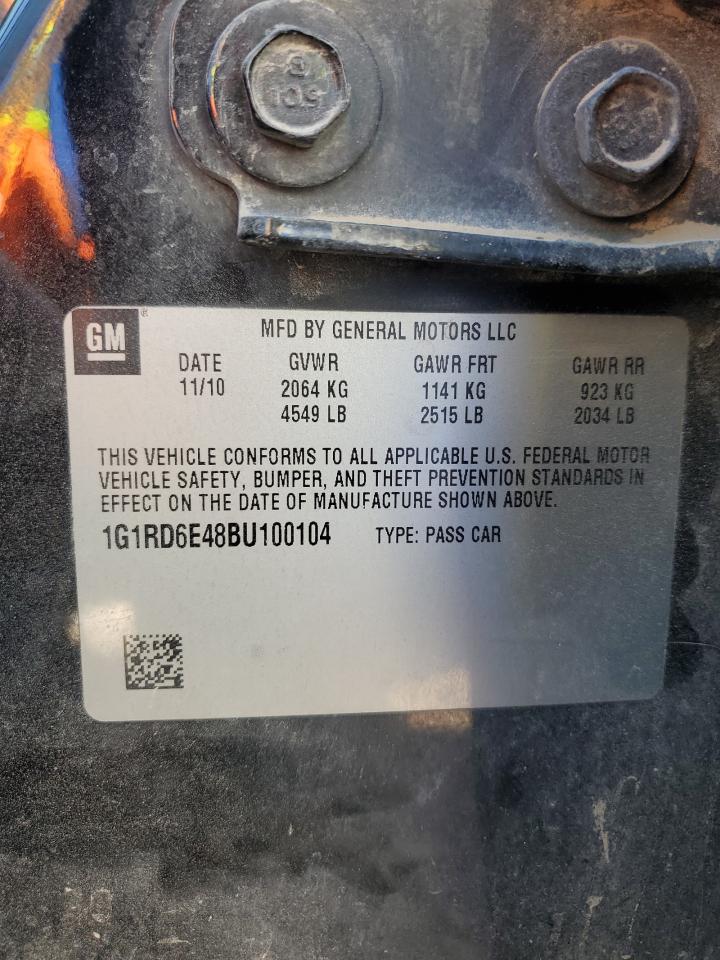 10.9
GM
MFD BY GENERAL MOTORS LLC
DATE GVWR GAWR FRT GAWR RR
11/10 2064 KG 1141 KG 923 KG
4549 LB 2515 LB 2034 LB
THIS VEHICLE CONFORMS TO ALL APPLICABLE U.S. FEDERAL MOTOR
VEHICLE SAFETY, BUMPER, AND THEFT PREVENTION STANDARDS IN
EFFECT ON THE DATE OF MANUFACTURE SHOWN ABOVE.
1G1RD6E48BU100104 TYPE: PASS CAR